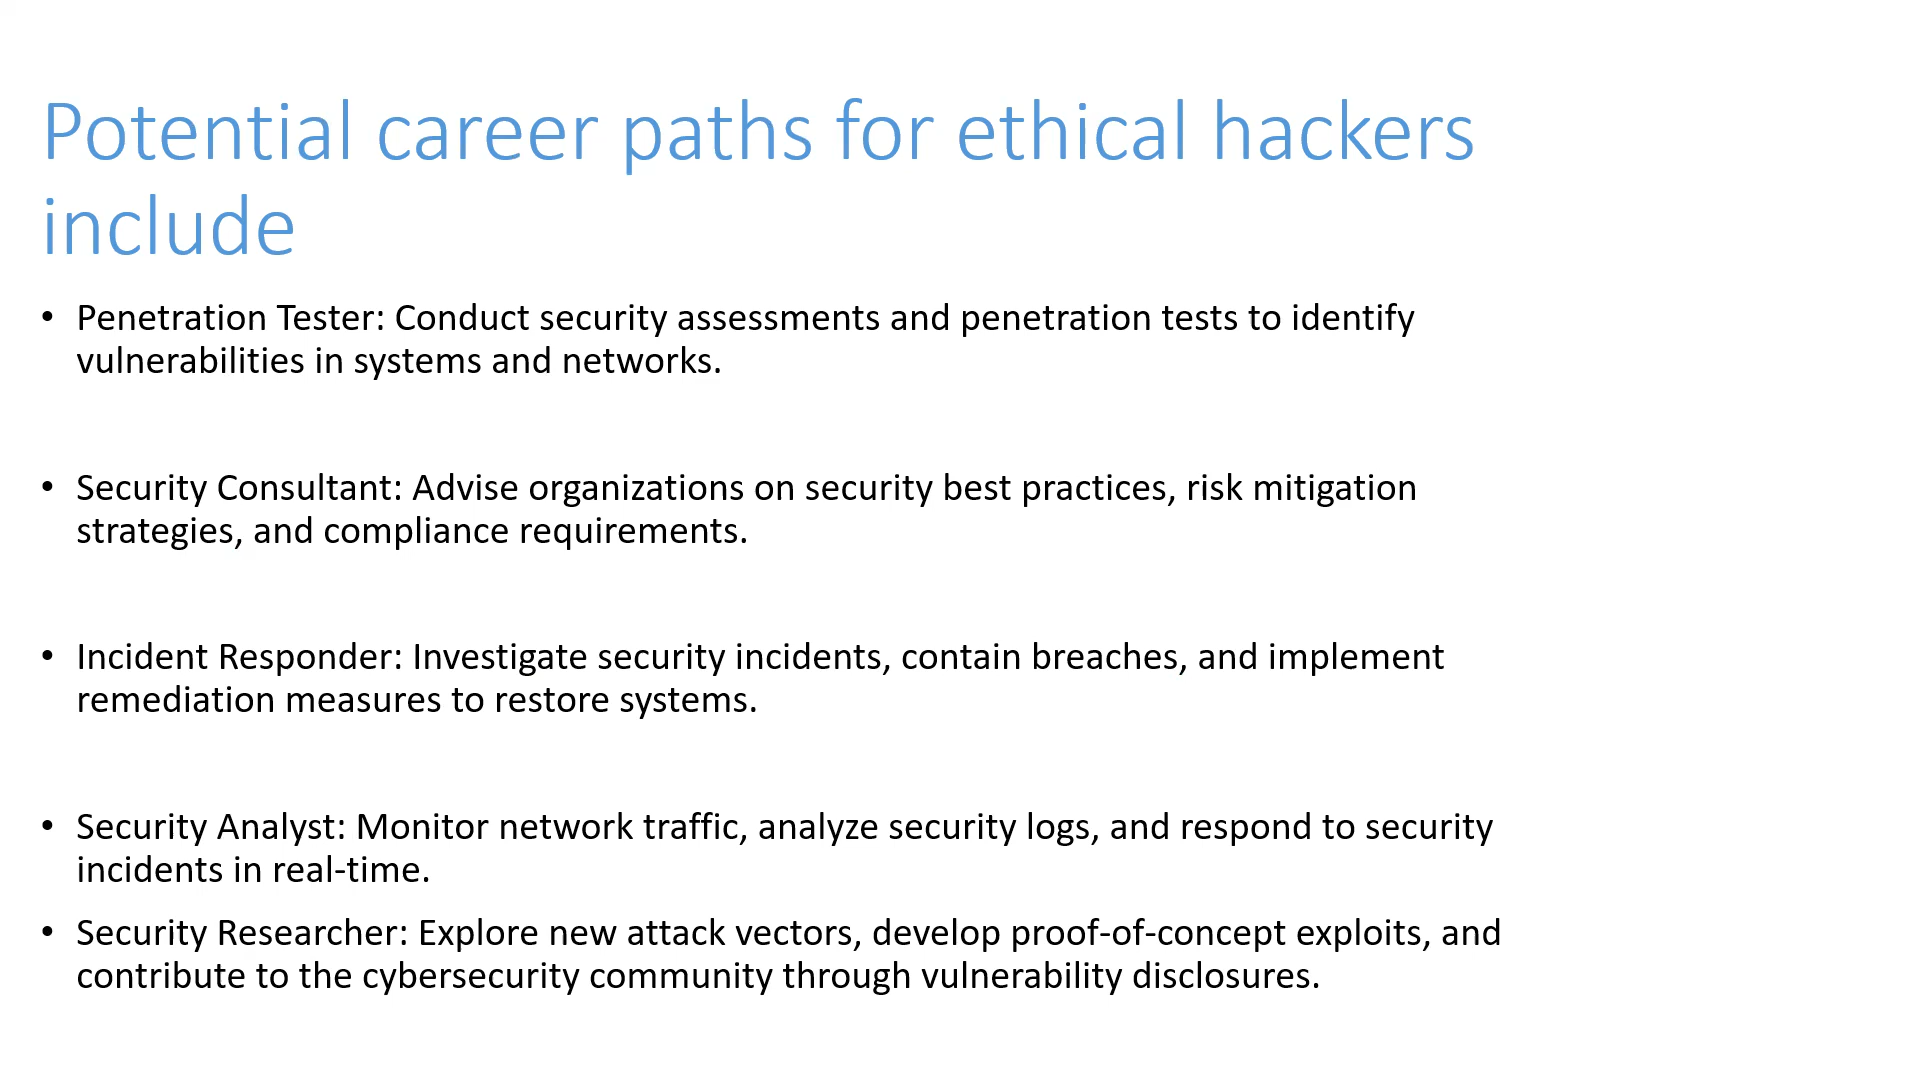 Potential career paths for ethical hackers
include
• Penetration Tester: Conduct security assessments and penetration tests to identify
vulnerabilities in systems and networks.
• Security Consultant: Advise organizations on security best practices, risk mitigation
strategies, and compliance requirements.
• Incident Responder: Investigate security incidents, contain breaches, and implement
remediation measures to restore systems.
• Security Analyst: Monitor network traffic, analyze security logs, and respond to security
incidents in real-time.
• Security Researcher: Explore new attack vectors, develop proof-of-concept exploits, and
contribute to the cybersecurity community through vulnerability disclosures.